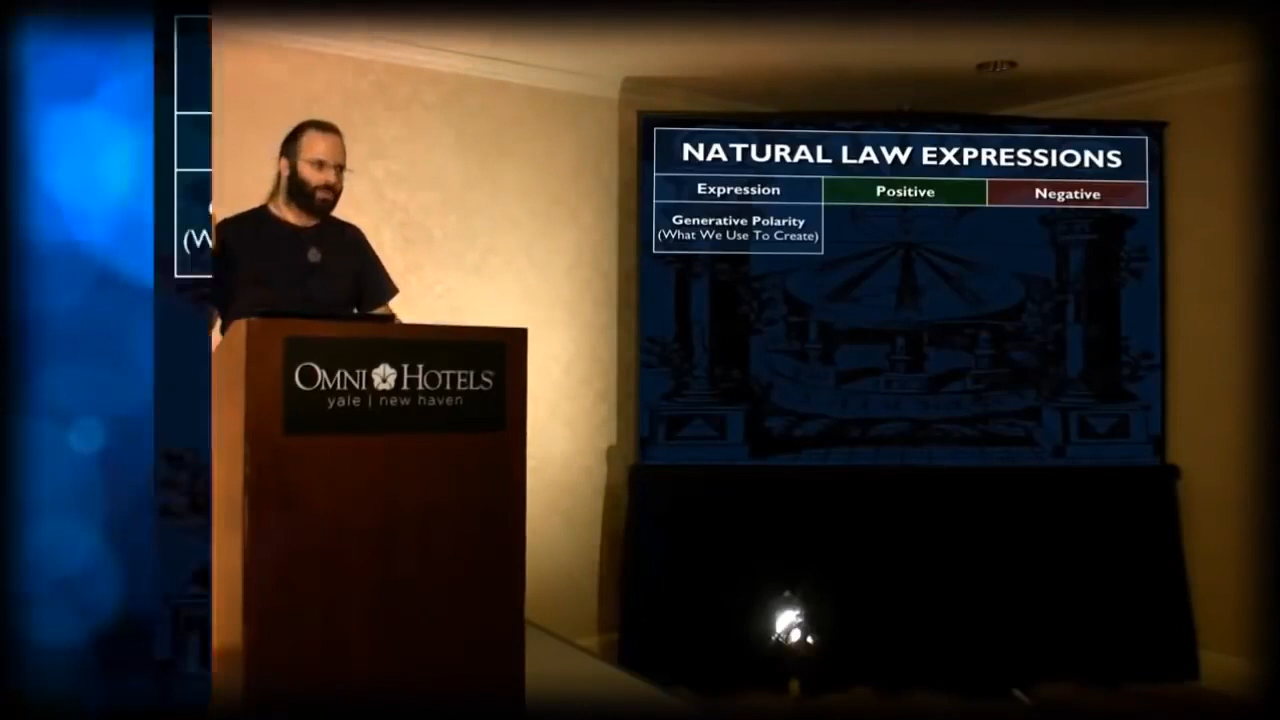 NATURAL LAW EXPRESSIONS
Expression Positive Negative
Generative Polarity
(What We Use To Create)
(W
OMNI HOTELS
yale | new haven